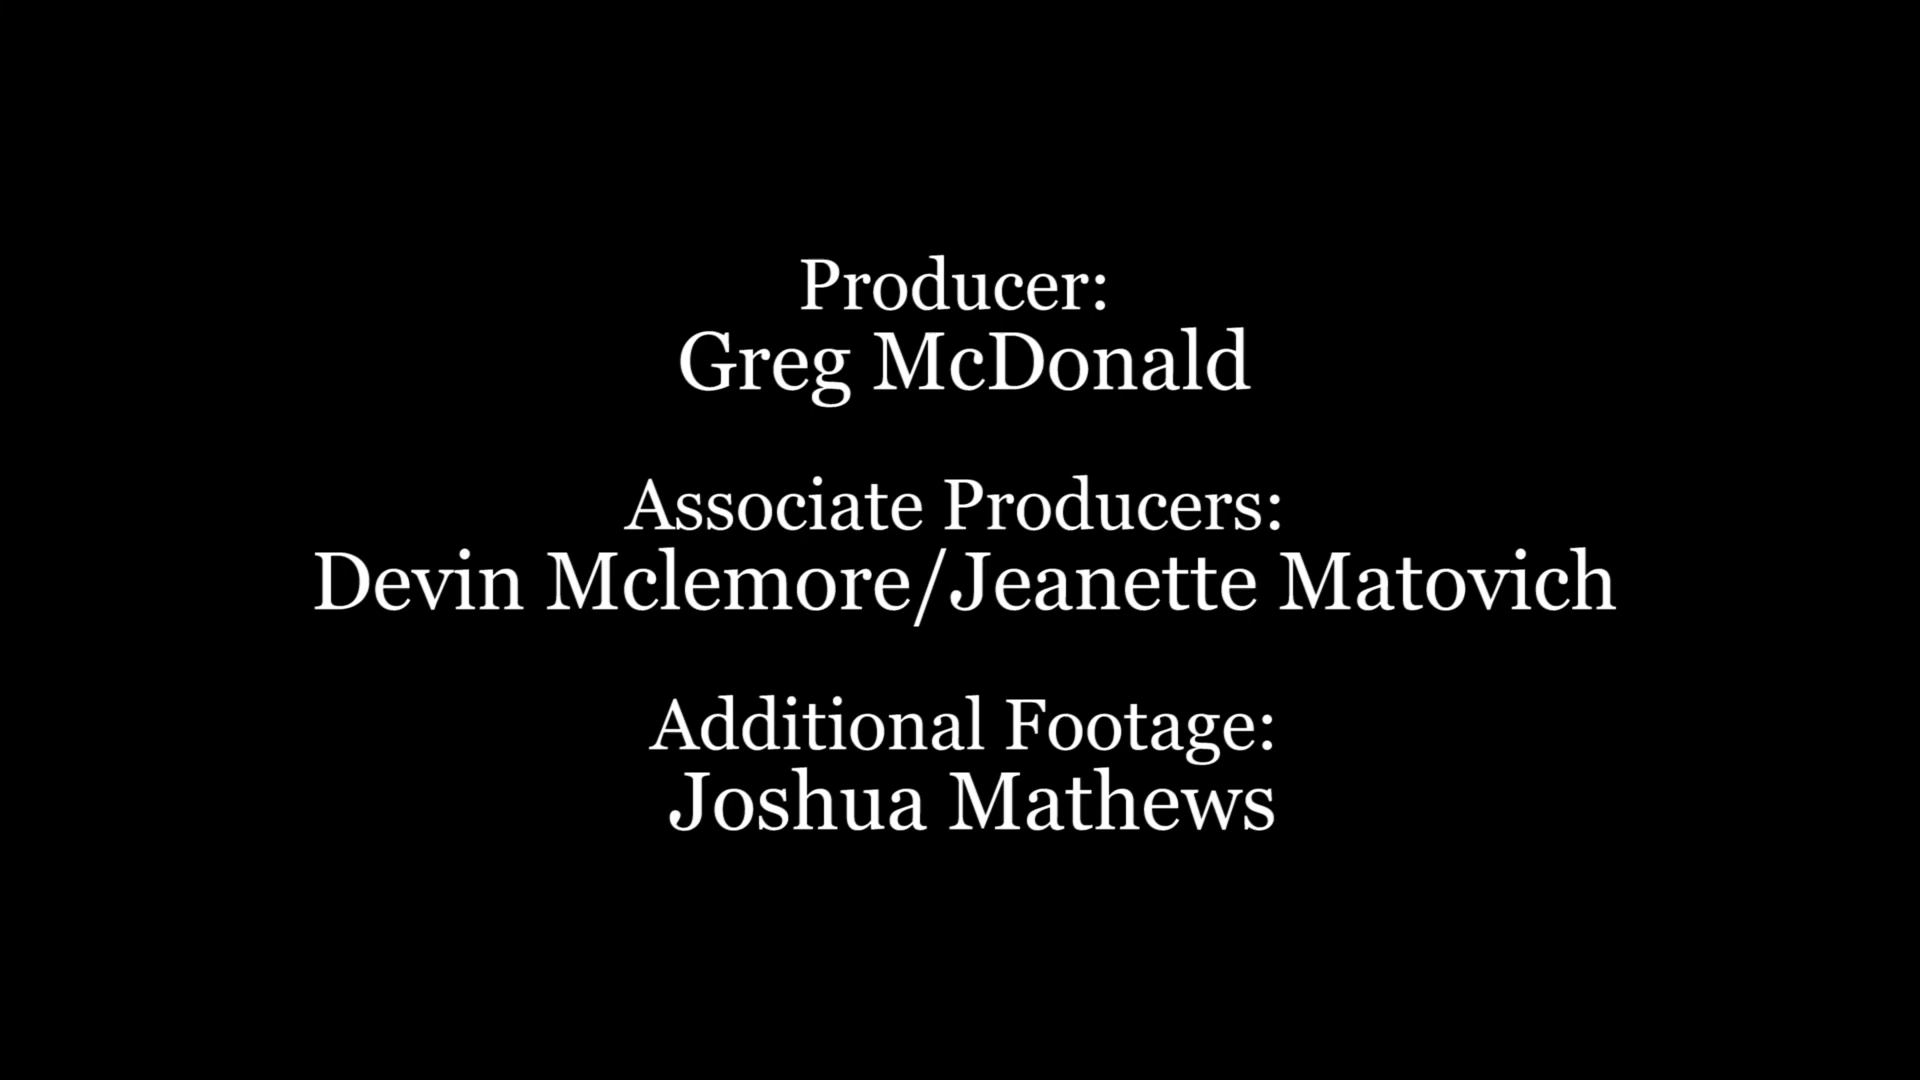 Producer:
Greg McDonald
Associate Producers:
Devin Mclemore/Jeanette Matovich
Additional Footage:
Joshua Mathews